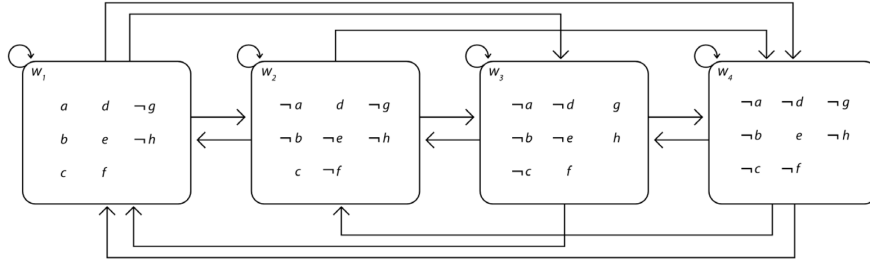 w₁ w₂ w₃ w₄
a d ¬g ¬a d ¬g ¬a ¬d g ¬a ¬d ¬g
b e ¬h ¬b ¬e ¬h ¬b ¬e h ¬b e ¬h
c f c ¬f ¬c f ¬c ¬f